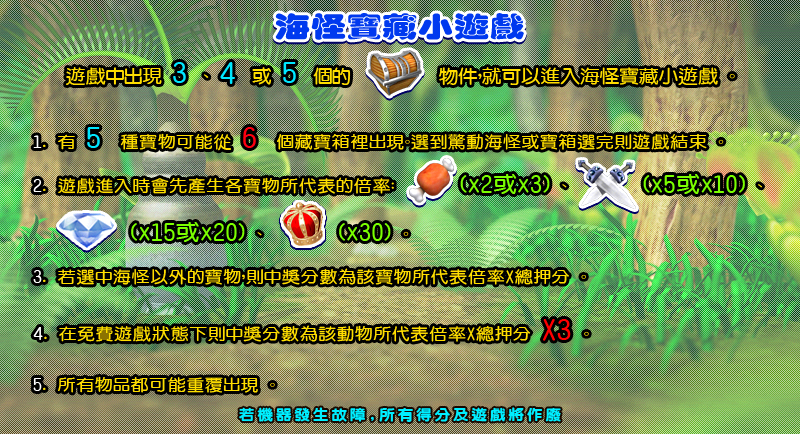 海怪寶藏小遊戲
遊戲中出現 3 、4 或 5 個的 物件,就可以進入海怪寶藏小遊戲 。
1. 有 5 種寶物可能從 6 個藏寶箱裡出現,選到驚動海怪或寶箱選完則遊戲結束 。
2. 遊戲進入時會先產生各寶物所代表的倍率: (x2或x3) 、 (x5或x10) 、
(x15或x20) 、 (x30) 。
3. 若選中海怪以外的寶物,則中獎分數為該寶物所代表倍率X總押分 。
4. 在免費遊戲狀態下則中獎分數為該動物所代表倍率X總押分 X3 。
5. 所有物品都可能重覆出現 。
若機器發生故障,所有得分及遊戲將作廢